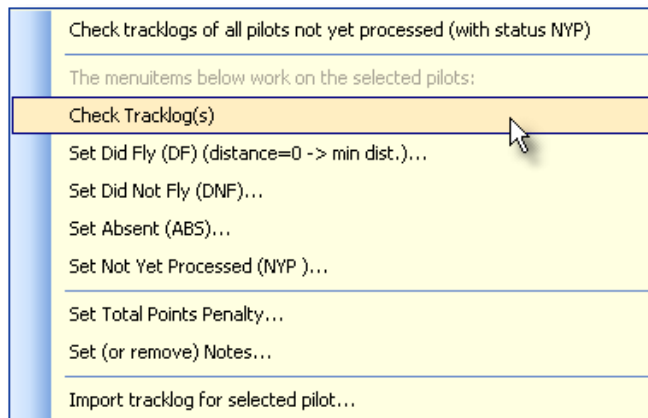 Check tracklogs of all pilots not yet processed (with status NYP)
The menuitems below work on the selected pilots:
Check Tracklog(s)
Set Did Fly (DF) (distance=0 -> min dist.)...
Set Did Not Fly (DNF)...
Set Absent (ABS)...
Set Not Yet Processed (NYP )...
Set Total Points Penalty...
Set (or remove) Notes...
Import tracklog for selected pilot...